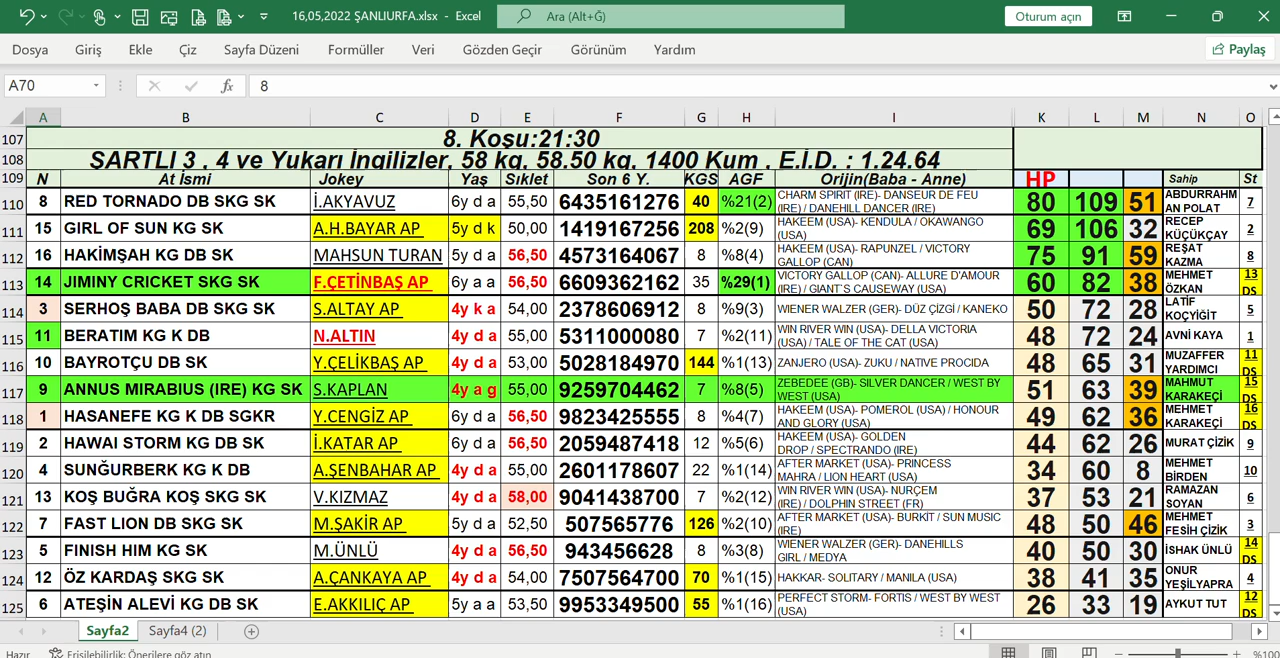 16,05,2022 ŞANLIURFA.xlsx - Excel
Ara (Alt+Ğ)
Oturum açın
Dosya Giriş Ekle Çiz Sayfa Düzeni Formüller Veri Gözden Geçir Görünüm Yardım Paylaş
A70 fx 8
A B C D E F G H I K L M N O
107 8. Koşu:21:30
108 ŞARTLI 3 , 4 ve Yukarı İngilizler, 58 kg, 58.50 kg, 1400 Kum , E.İ.D. : 1.24.64
109 N At İsmi Jokey Yaş Sıklet Son 6 Y. KGS AGF Orijin(Baba - Anne) HP Sahip St
110 8 RED TORNADO DB SKG SK İ.AKYAVUZ 6y d a 55,50 6435161276 40 %21(2) CHARM SPIRIT (IRE) - DANSEUR DE FEU (IRE) / DANEHILL DANCER (IRE) 80 109 51 ABDURRAHMAN POLAT 7
111 15 GIRL OF SUN KG SK A.H.BAYAR AP 5y d k 50,00 1419167256 208 %2(9) HAKEEM (USA)- KENDULA / OKAWANGO (USA) 69 106 32 RECEP KÜÇÜKÇAY 2
112 16 HAKİMŞAH KG DB SK MAHSUN TURAN 5y d a 56,50 4573164067 8 %8(4) HAKEEM (USA)- RAPUNZEL / VICTORY GALLOP (CAN) 75 91 59 REŞAT KAZMA 8
113 14 JIMINY CRICKET SKG SK F.ÇETİNBAŞ AP 6y a a 56,50 6609362162 35 %29(1) VICTORY GALLOP (CAN)- ALLURE D'AMOUR (IRE) / GIANT`S CAUSEWAY (USA) 60 82 38 MEHMET ÖZKAN 13 DS
114 3 SERHOŞ BABA DB SKG SK S.ALTAY AP 4y k a 54,00 2378606912 8 %9(3) WIENER WALZER (GER)- DÜZ ÇİZGİ / KANEKO 50 72 28 LATİF KOÇYİĞİT 5
115 11 BERATIM KG K DB N.ALTIN 4y d a 55,00 5311000080 7 %2(11) WIN RIVER WIN (USA)- DELLA VICTORIA (USA) / TALE OF THE CAT (USA) 48 72 24 AVNİ KAYA 1
116 10 BAYROTÇU DB SK Y.ÇELİKBAŞ AP 4y d a 53,00 5028184970 144 %1(13) ZANJERO (USA)- ZUKU / NATIVE PROCIDA 48 65 31 MUZAFFER YARDIMCI 11 DS
117 9 ANNUS MIRABIUS (IRE) KG SK S.KAPLAN 4y a g 55,00 9259704462 7 %8(5) ZEBEDEE (GB)- SILVER DANCER / WEST BY WEST (USA) 51 63 39 MAHMUT KARAKEÇİ 15 DS
118 1 HASANEFE KG K DB SGKR Y.CENGİZ AP 6y d a 56,50 9823425555 8 %4(7) HAKEEM (USA)- POMEROL (USA) / HONOUR AND GLORY (USA) 49 62 36 MEHMET KARAKEÇİ 16 DS
119 2 HAWAI STORM KG DB SK İ.KATAR AP 6y d a 56,50 2059487418 12 %5(6) HAKEEM (USA)- GOLDEN DROP / SPECTRANDO (IRE) 44 62 26 MURAT ÇİZİK 9
120 4 SUNĞURBERK KG K DB A.ŞENBAHAR AP 4y d a 55,00 2601178607 22 %1(14) AFTER MARKET (USA)- PRINCESS MAHRA / LION HEART (USA) 34 60 8 MEHMET BİRDEN 10
121 13 KOŞ BUĞRA KOŞ SKG SK V.KIZMAZ 4y d a 58,00 9041438700 7 %2(12) WIN RIVER WIN (USA)- NURÇEM (IRE) / DOLPHIN STREET (FR) 37 53 21 RAMAZAN SOYAN 6
122 7 FAST LION DB SKG SK M.ŞAKİR AP 5y d a 52,50 507565776 126 %2(10) AFTER MARKET (USA)- BURKİT / SUN MUSIC (IRE) 48 50 46 MEHMET FESİH ÇİZİK 3
123 5 FINISH HIM KG SK M.ÜNLÜ 4y d a 56,50 943456628 8 %3(8) WIENER WALZER (GER)- DANEHILLS GIRL / MEDYA 40 50 30 İSHAK ÜNLÜ 14 DS
124 12 ÖZ KARDAŞ SKG SK A.ÇANKAYA AP 4y d a 54,00 7507564700 70 %1(15) HAKKAR- SOLITARY / MANILA (USA) 38 41 35 ONUR YEŞİLYAPRA 4
125 6 ATEŞİN ALEVİ KG DB SK E.AKKILIÇ AP 5y a a 53,50 9953349500 55 %1(16) PERFECT STORM- FORTIS / WEST BY WEST (USA) 26 33 19 AYKUT TUT 12 DS
Sayfa2 Sayfa4 (2)
Hazır Erişilebilirlik: Önerilere göz atın %100